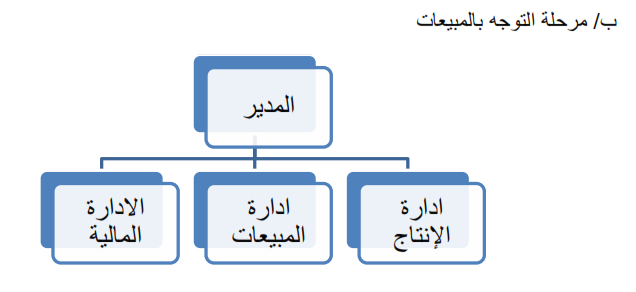 ب/ مرحلة التوجه بالمبيعات
المدير
ادارة
الإنتاج
ادارة
المبيعات
الادارة
المالية